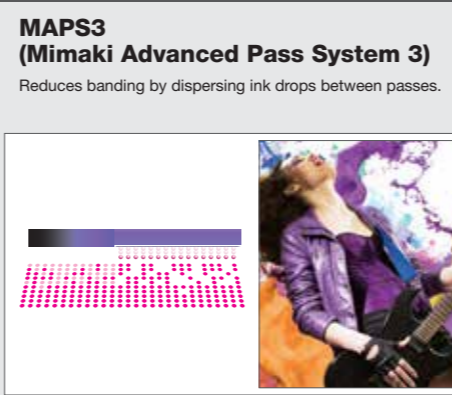 MAPS3
(Mimaki Advanced Pass System 3)
Reduces banding by dispersing ink drops between passes.